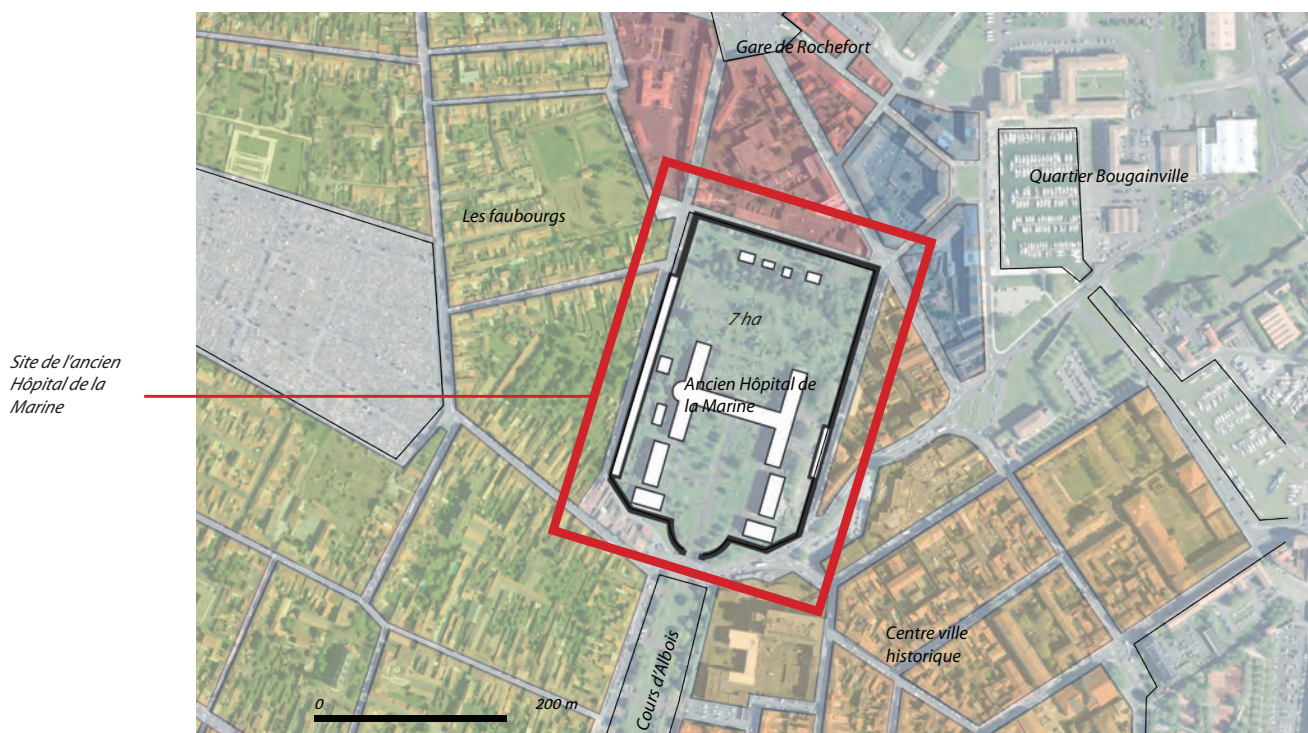 Gare de Rochefort
Quartier Bougainville
Les faubourgs
7 ha
Site de l'ancien
Hôpital de la
Marine
Ancien Hôpital de
la Marine
Centre ville
historique
Cours d'Albois
0
200 m